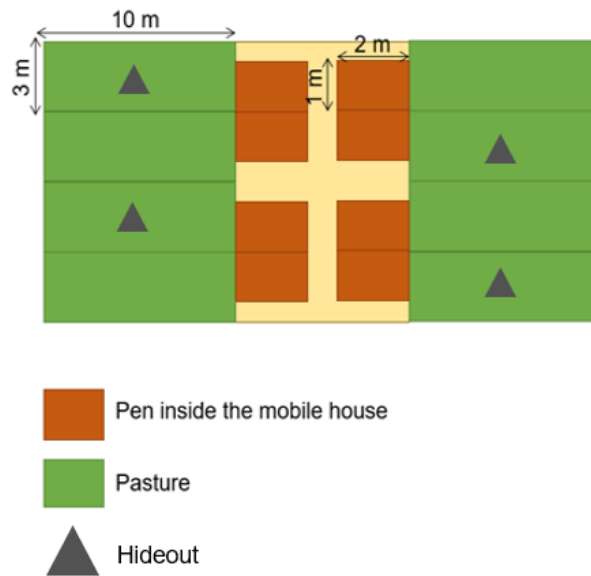 10 m
3 m
2 m
1 m
Pen inside the mobile house
Pasture
Hideout